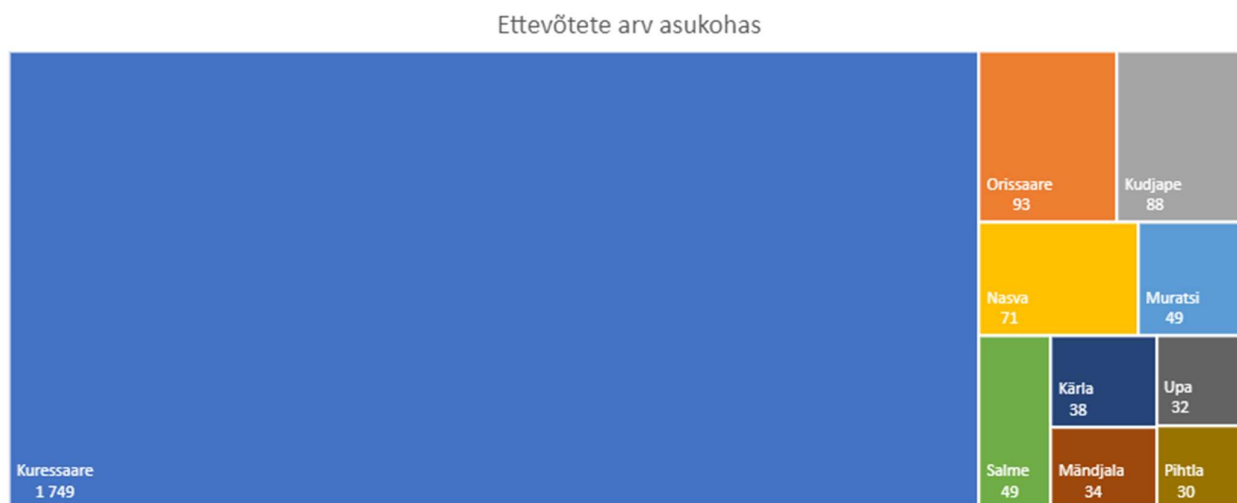 Ettevõtete arv asukohas
Kuressaare
1 749
Orissaare
93
Kudjape
88
Nasva
71
Muratsi
49
Salme
49
Kärla
38
Upa
32
Mändjala
34
Pihtla
30